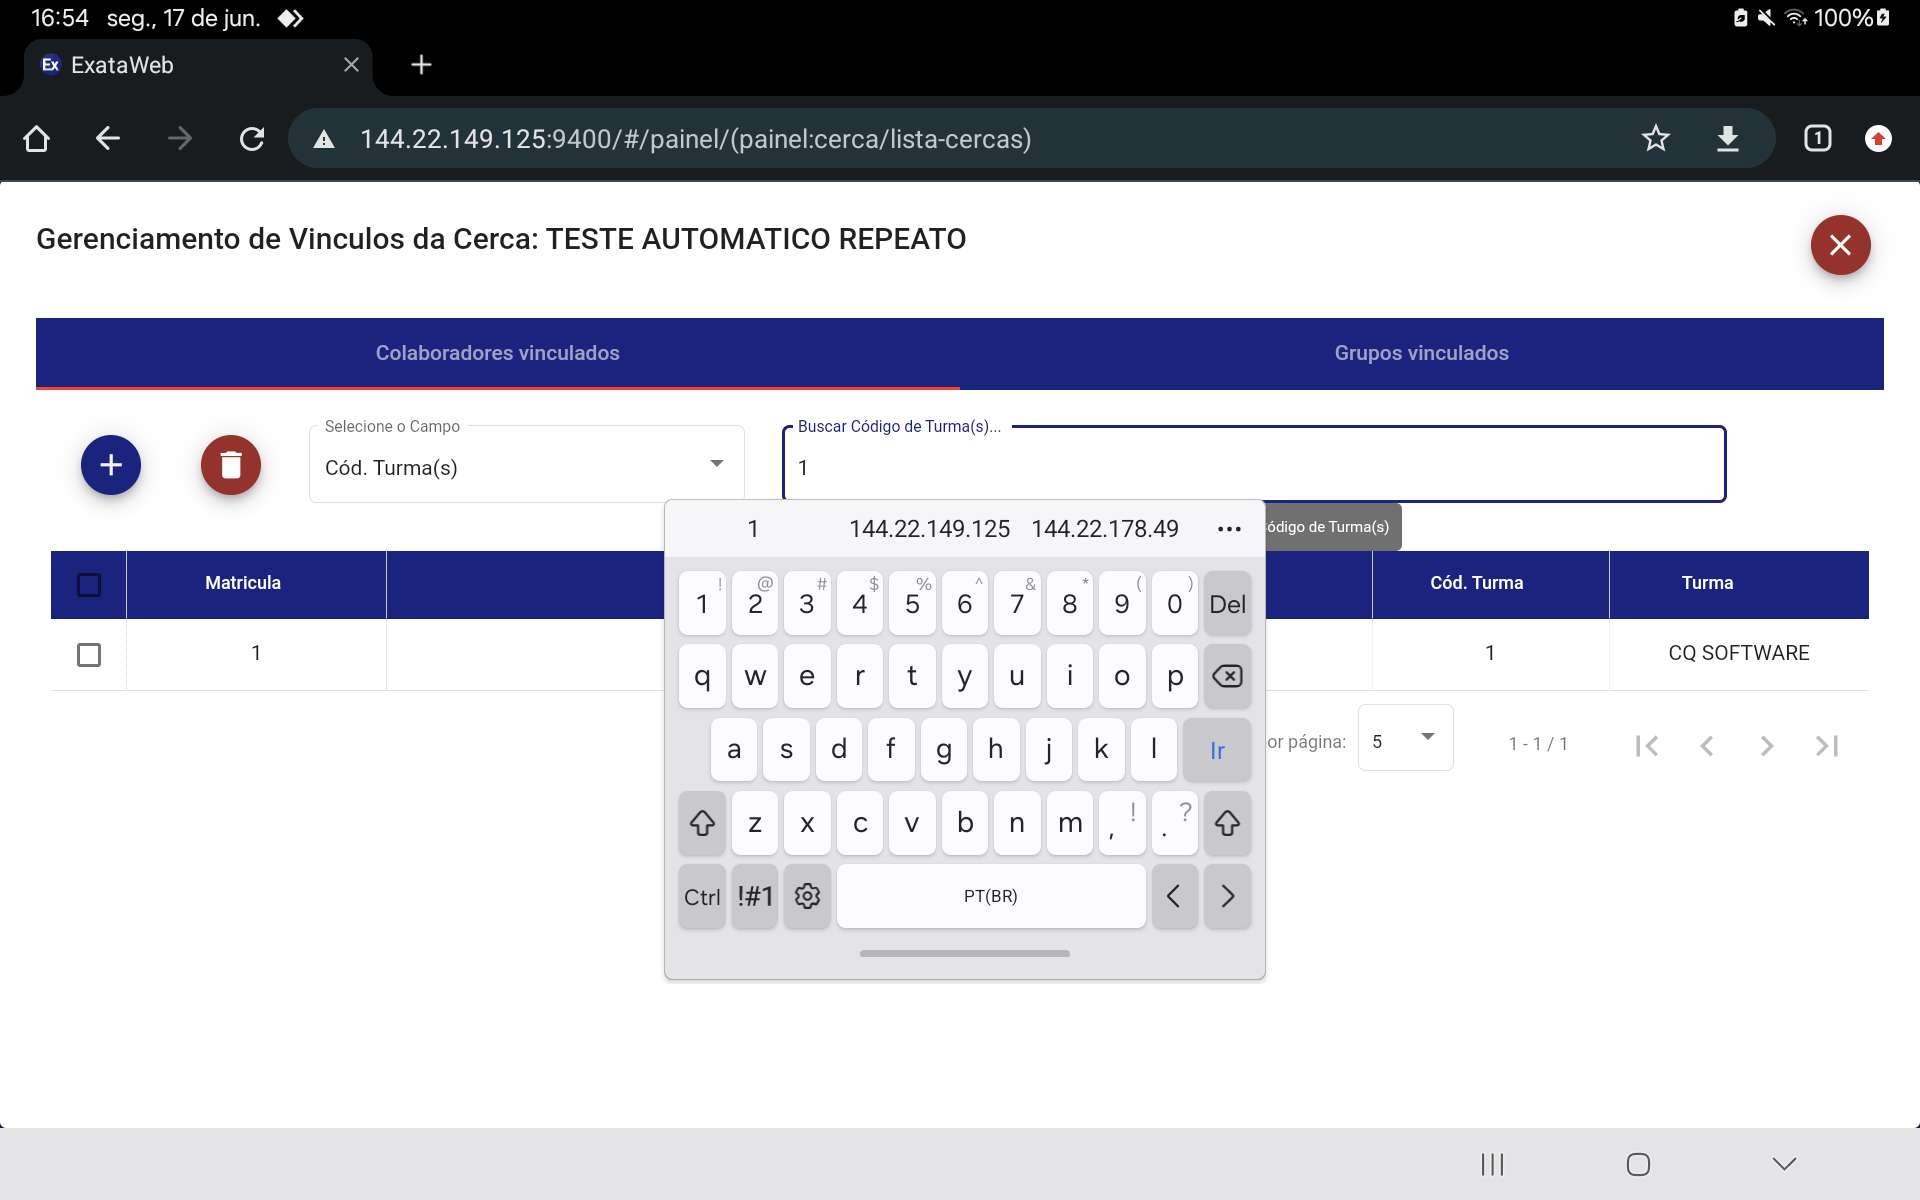 16:54 seg., 17 de jun. 100%
Ex ExataWeb
144.22.149.125:9400/#/painel/(painel:cerca/lista-cercas) 1
Gerenciamento de Vinculos da Cerca: TESTE AUTOMATICO REPEATO
Colaboradores vinculados Grupos vinculados
Selecione o Campo Buscar Código de Turma(s)...
Cód. Turma(s) 1
1 144.22.149.125 144.22.178.49 ... ódigo de Turma(s)
Matricula Cód. Turma Turma
1 1 CQ SOFTWARE
or página: 5 1 - 1 / 1
! @ # $ % ^ & * ( )
1 2 3 4 5 6 7 8 9 0 Del
q w e r t y u i o p
a s d f g h j k l Ir
z x c v b n m , ! . ?
Ctrl !#1 PT(BR) < >